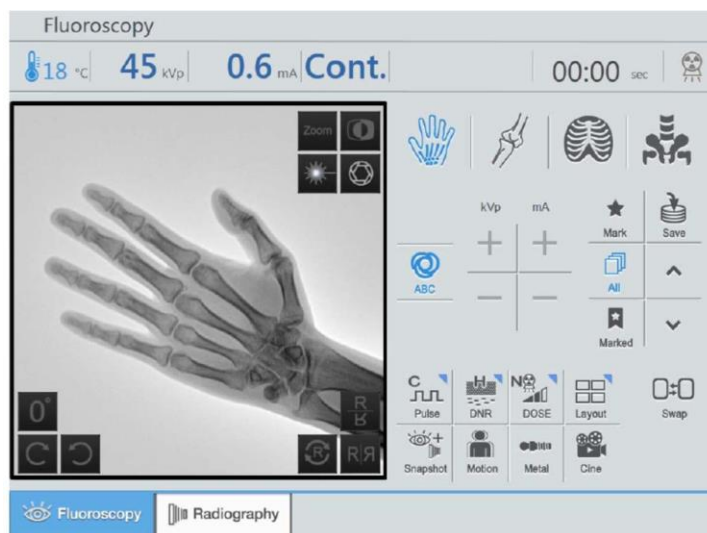 Fluoroscopy
18 °C 45 kVp 0.6 mA Cont. 00:00 sec
Zoom
kVp mA
Mark Save
ABC All
Marked
C H N
Pulse DNR DOSE Layout Swap
Snapshot Motion Metal Cine
0°
R
R
R R R
Fluoroscopy Radiography